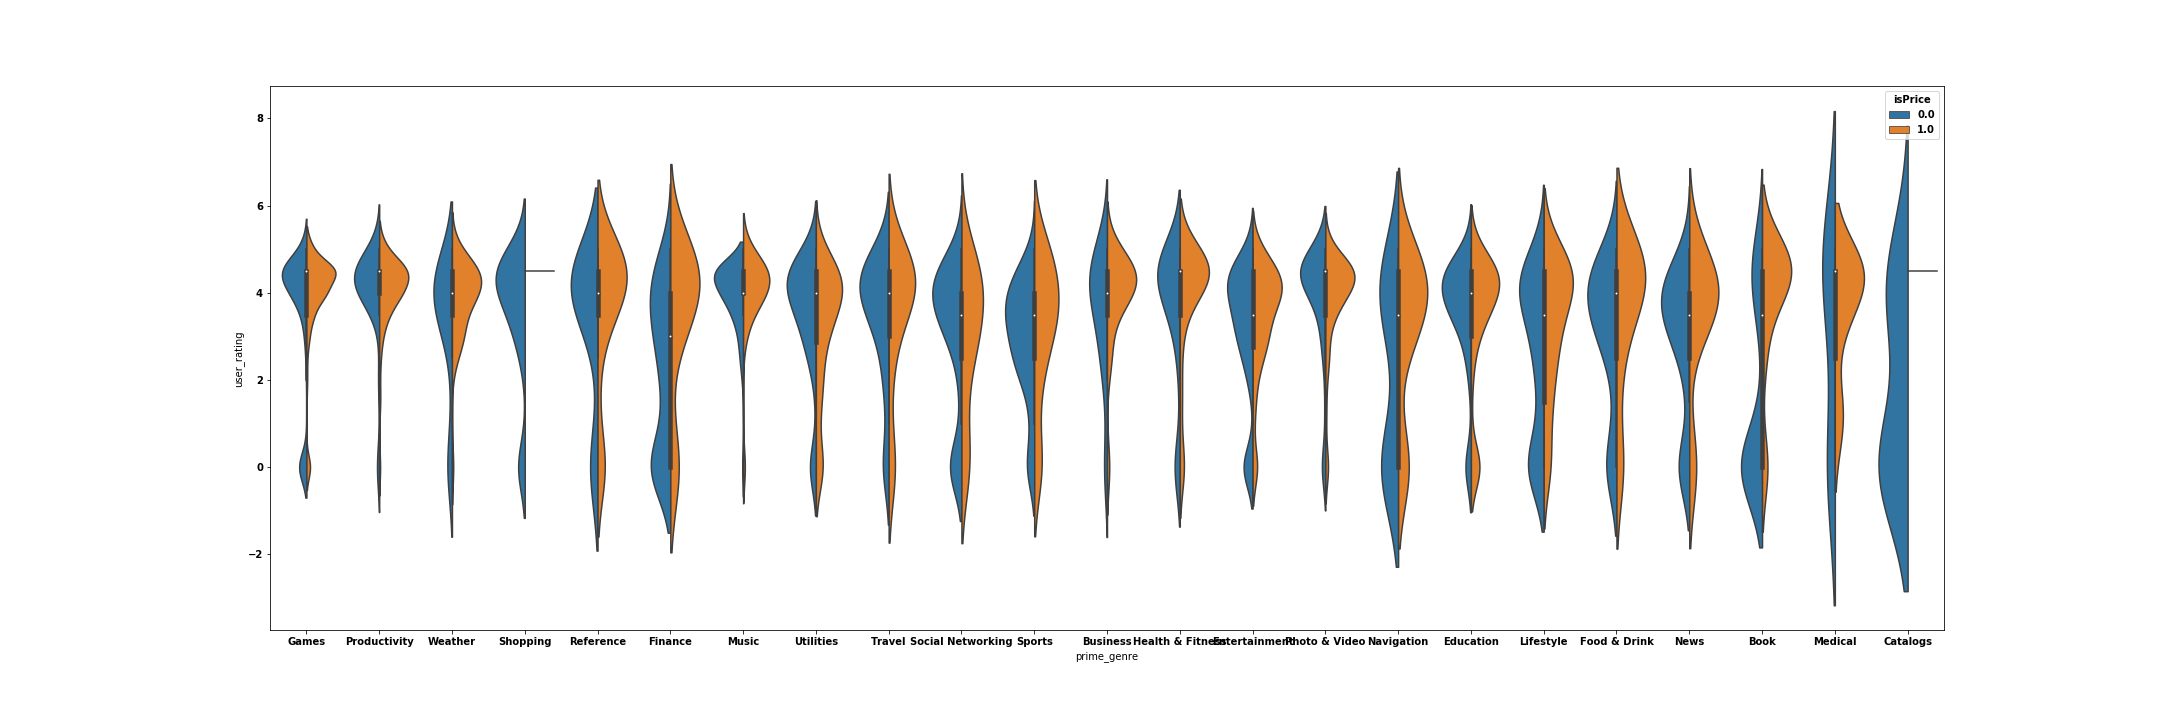 isPrice
0.0
1.0
8
6
4
2
0
−2
user_rating
Games Productivity Weather Shopping Reference Finance Music Utilities Travel Social Networking Sports Business Health & Fitness Entertainment Photo & Video Navigation Education Lifestyle Food & Drink News Book Medical Catalogs
prime_genre